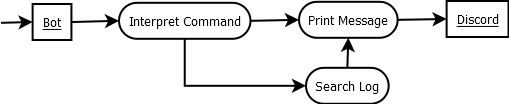 Bot
Interpret Command
Print Message
Discord
Search Log